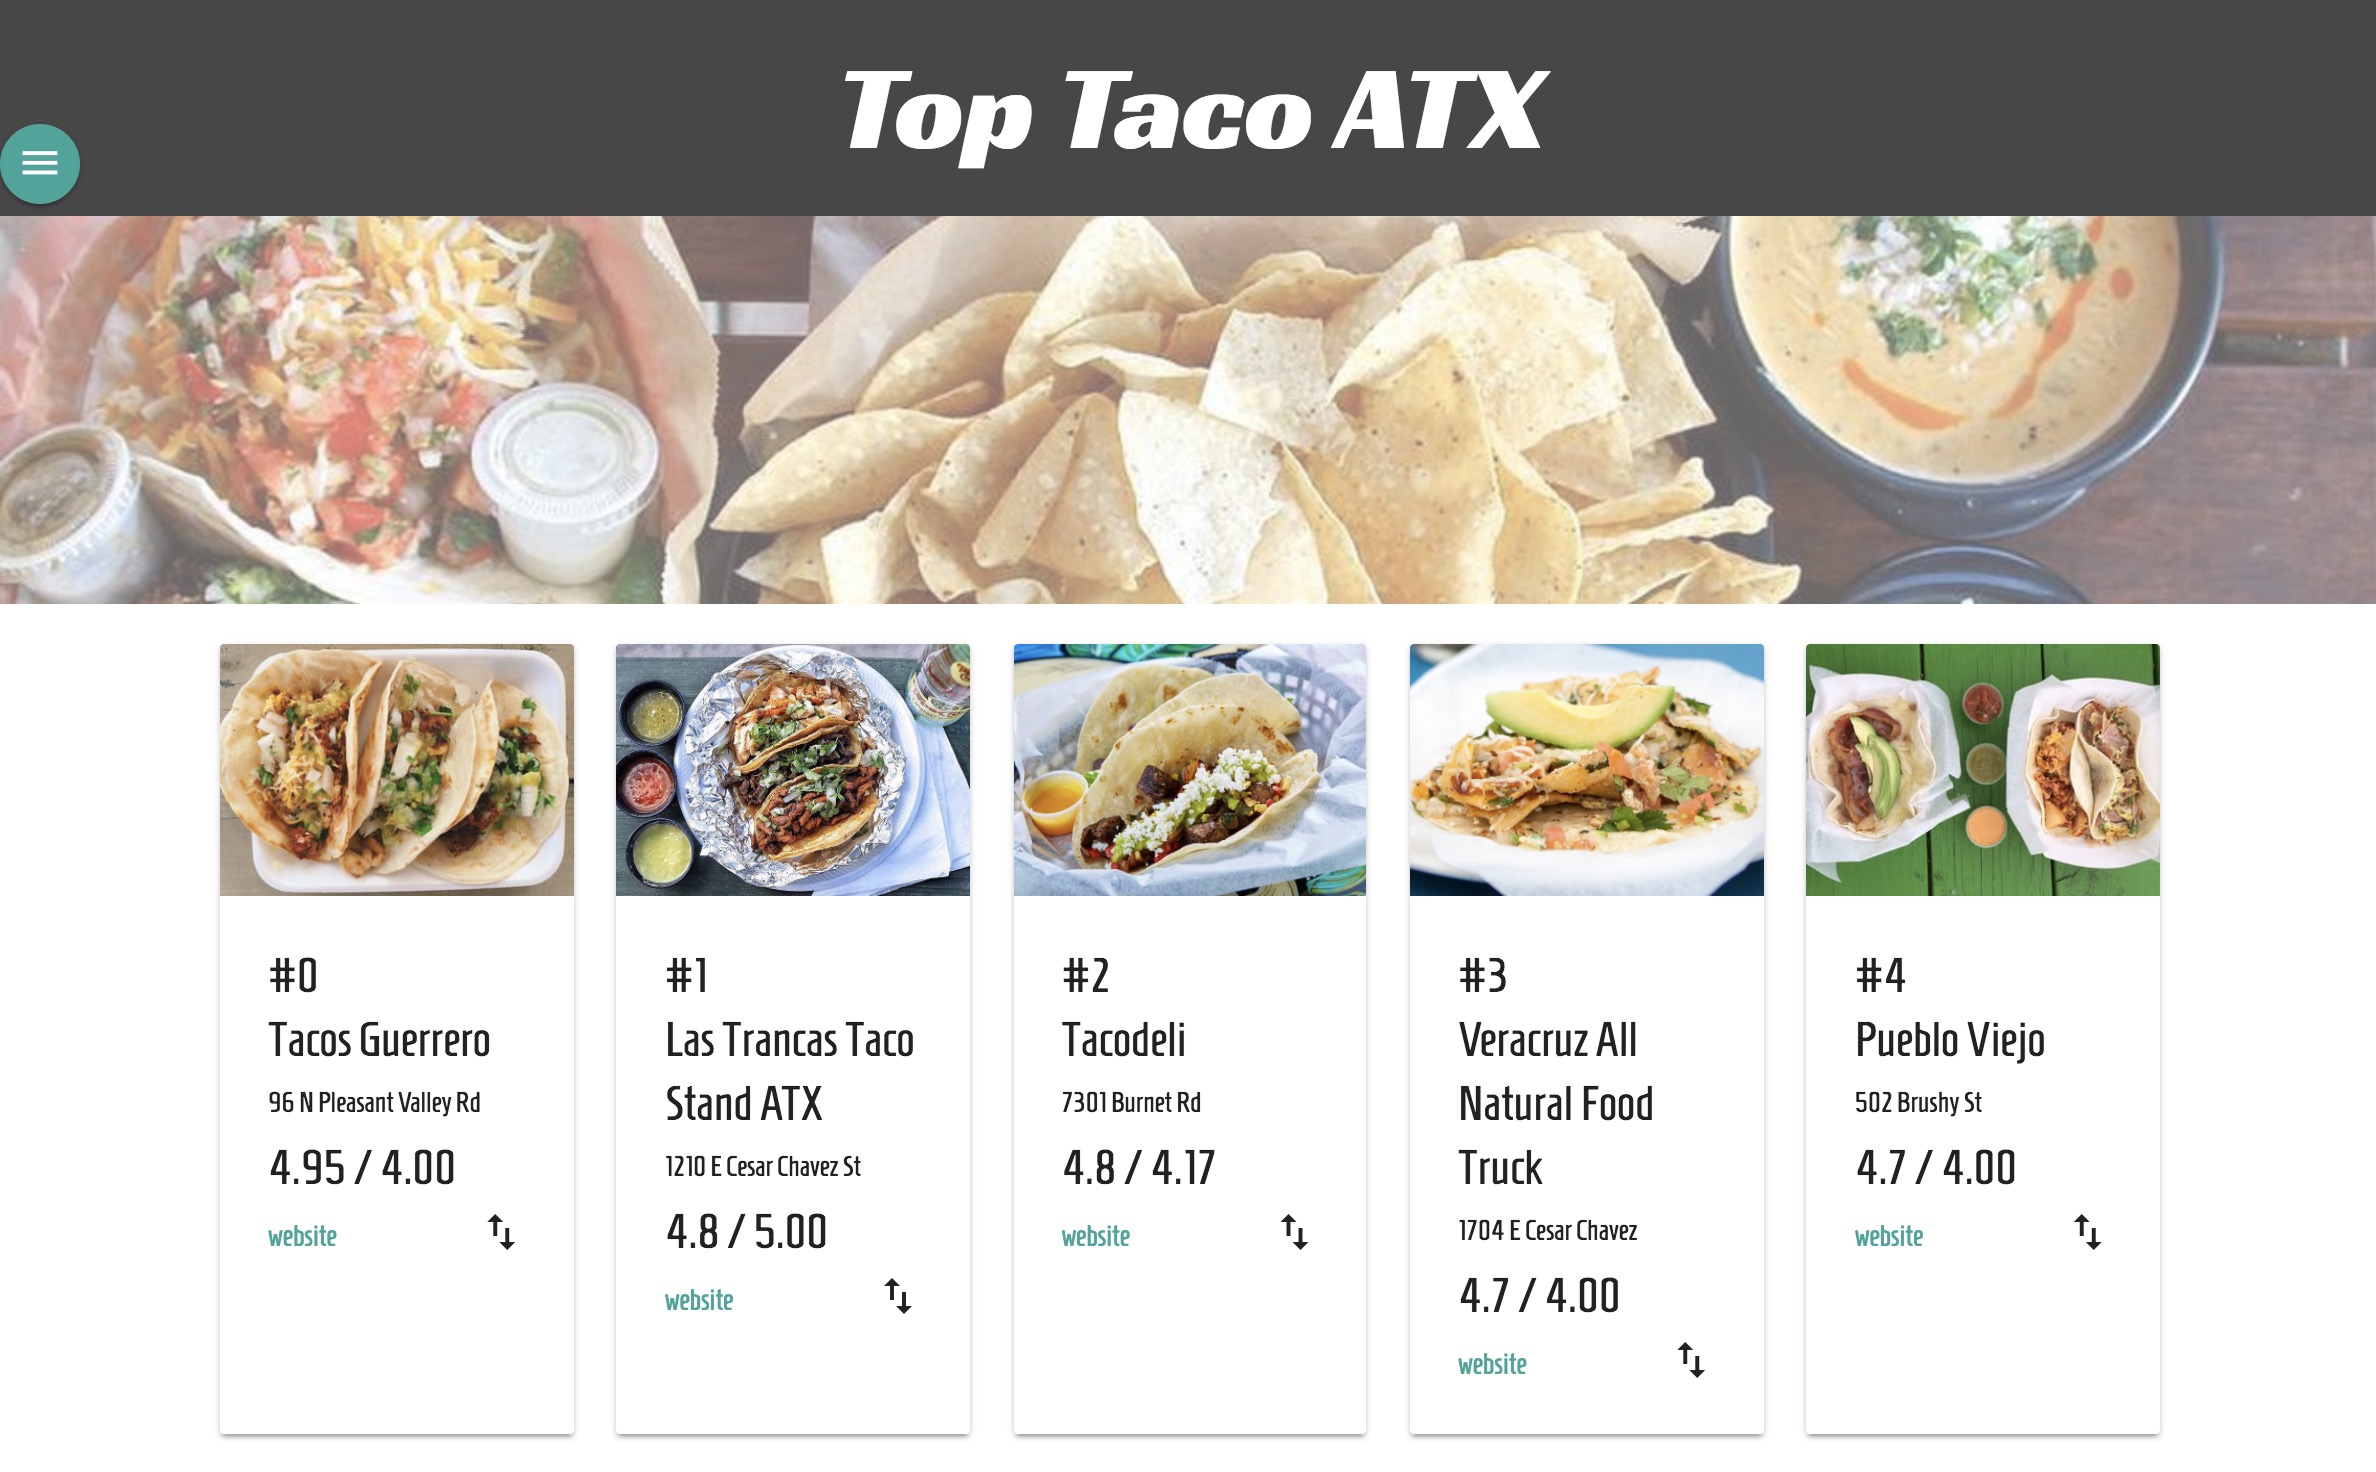 Top Taco ATX
#0
Tacos Guerrero
96 N Pleasant Valley Rd
4.95 / 4.00
website
#1
Las Trancas Taco
Stand ATX
1210 E Cesar Chavez St
4.8 / 5.00
website
#2
Tacodeli
7301 Burnet Rd
4.8 / 4.17
website
#3
Veracruz All
Natural Food
Truck
1704 E Cesar Chavez
4.7 / 4.00
website
#4
Pueblo Viejo
502 Brushy St
4.7 / 4.00
website